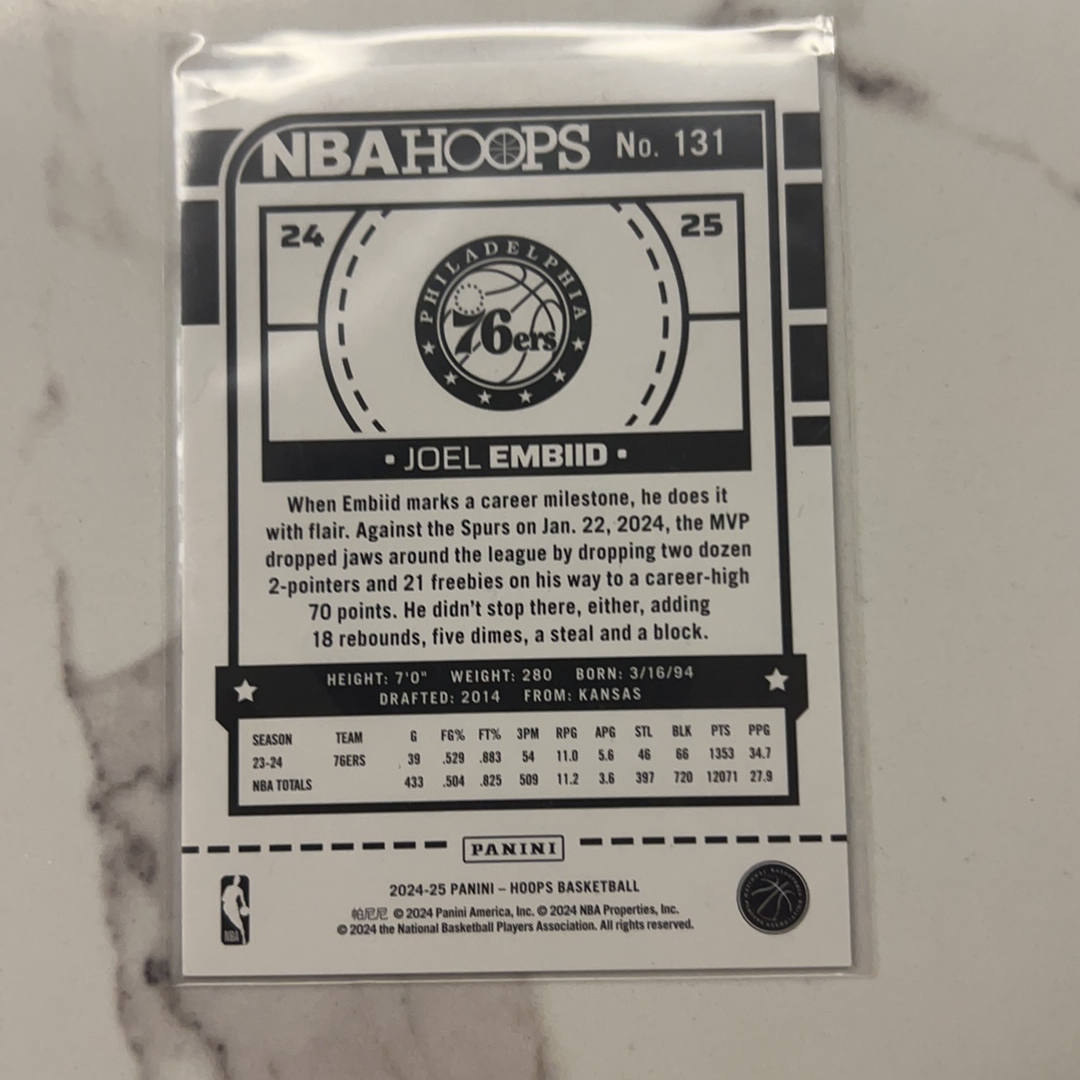 NBA HOOPS No. 131
24 25
PHILADELPHIA
76ers
• JOEL EMBIID •
When Embiid marks a career milestone, he does it
with flair. Against the Spurs on Jan. 22, 2024, the MVP
dropped jaws around the league by dropping two dozen
2-pointers and 21 freebies on his way to a career-high
70 points. He didn't stop there, either, adding
18 rebounds, five dimes, a steal and a block.
HEIGHT: 7'0" WEIGHT: 280 BORN: 3/16/94
DRAFTED: 2014 FROM: KANSAS
SEASON TEAM G FG% FT% 3PM RPG APG STL BLK PTS PPG
23-24 76ERS 39 .529 .883 54 11.0 5.6 46 66 1353 34.7
NBA TOTALS 433 .504 .825 509 11.2 3.6 397 720 12071 27.9
PANINI
2024-25 PANINI – HOOPS BASKETBALL
帕尼尼 © 2024 Panini America, Inc. © 2024 NBA Properties, Inc.
© 2024 the National Basketball Players Association. All rights reserved.
NBA